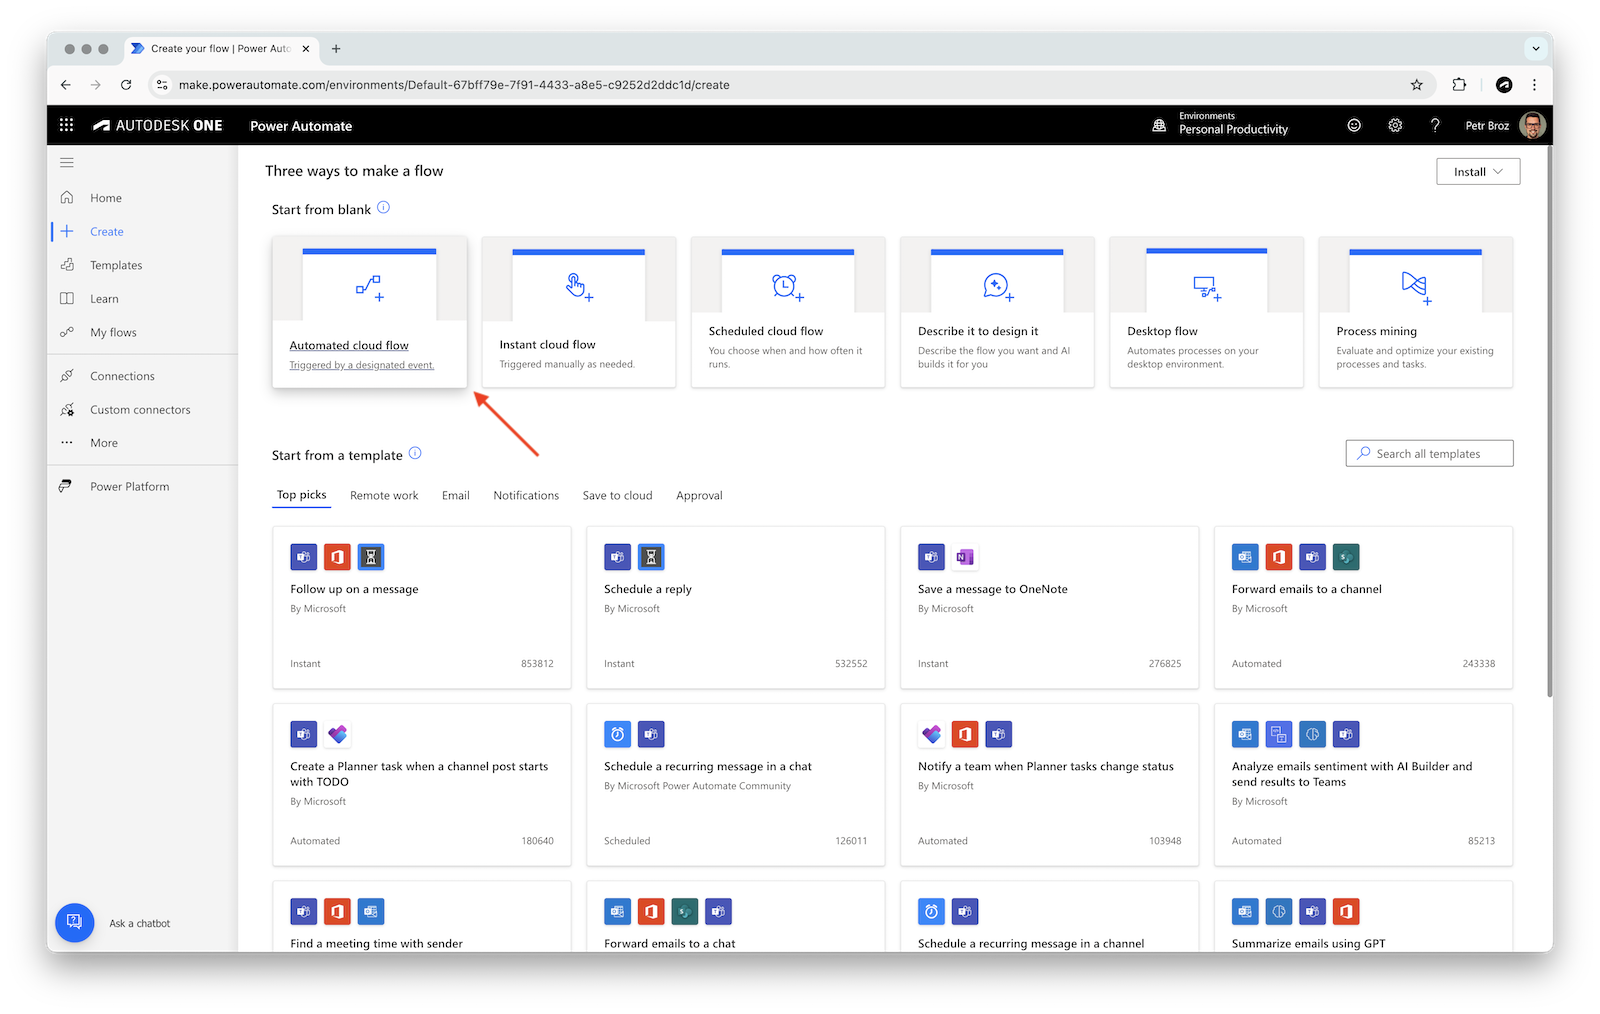 Create your flow | Power Auto
make.powerautomate.com/environments/Default-67bff79e-7f91-4433-a8e5-c9252d2ddc1d/create
AUTODESK ONE
Power Automate
Environments
Personal Productivity
Petr Broz
Home
Create
Templates
Learn
My flows
Connections
Custom connectors
More
Power Platform
Ask a chatbot
Three ways to make a flow
Install
Start from blank
Automated cloud flow
Triggered by a designated event.
Instant cloud flow
Triggered manually as needed.
Scheduled cloud flow
You choose when and how often it
runs.
Describe it to design it
Describe the flow you want and AI
builds it for you
Desktop flow
Automates processes on your
desktop environment.
Process mining
Evaluate and optimize your existing
processes and tasks.
Start from a template
Search all templates
Top picks
Remote work
Email
Notifications
Save to cloud
Approval
Follow up on a message
By Microsoft
Instant
853812
Schedule a reply
By Microsoft
Instant
532552
Save a message to OneNote
By Microsoft
Instant
276825
Forward emails to a channel
By Microsoft
Automated
243338
Create a Planner task when a channel post starts
with TODO
By Microsoft
Automated
180640
Schedule a recurring message in a chat
By Microsoft Power Automate Community
Scheduled
126011
Notify a team when Planner tasks change status
By Microsoft
Automated
103948
Analyze emails sentiment with AI Builder and
send results to Teams
By Microsoft
Automated
85213
Find a meeting time with sender
Forward emails to a chat
Schedule a recurring message in a channel
Summarize emails using GPT